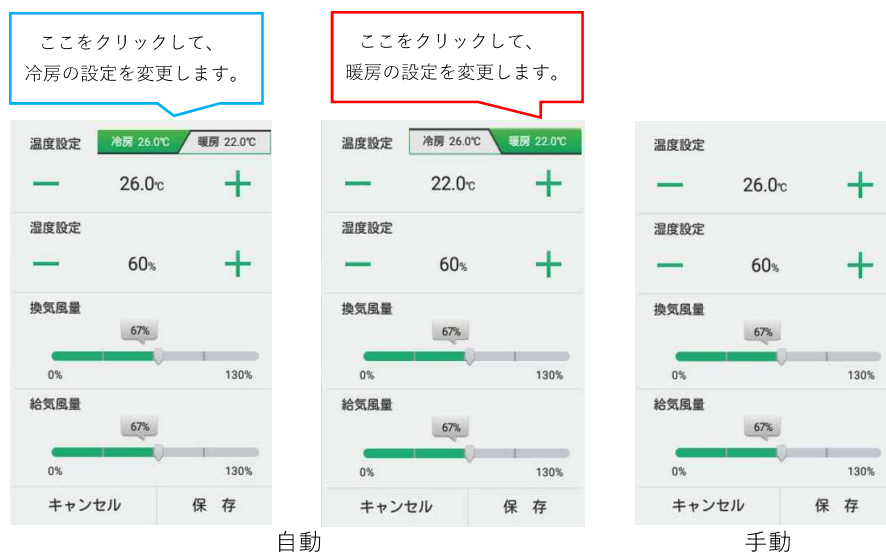 ここをクリックして、
冷房の設定を変更します。
ここをクリックして、
暖房の設定を変更します。
温度設定 冷房 26.0℃ 暖房 22.0℃
26.0℃
湿度設定
60%
換気風量
67%
0% 130%
給気風量
67%
0% 130%
キャンセル 保 存
温度設定 冷房 26.0℃ 暖房 22.0℃
22.0℃
湿度設定
60%
換気風量
67%
0% 130%
給気風量
67%
0% 130%
キャンセル 保 存
自動
温度設定
26.0℃
湿度設定
60%
換気風量
67%
0% 130%
給気風量
67%
0% 130%
キャンセル 保 存
手動